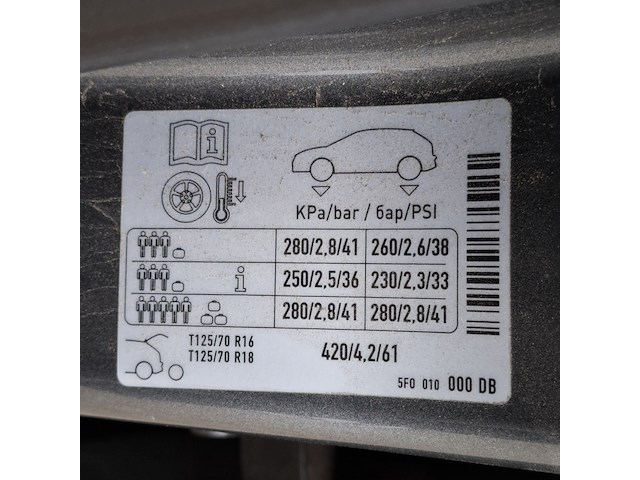 KPa/bar / бар/PSI
280/2,8/41 260/2,6/38
i 250/2,5/36 230/2,3/33
280/2,8/41 280/2,8/41
T125/70 R16
T125/70 R18
420/4,2/61
5F0 010 000 DB